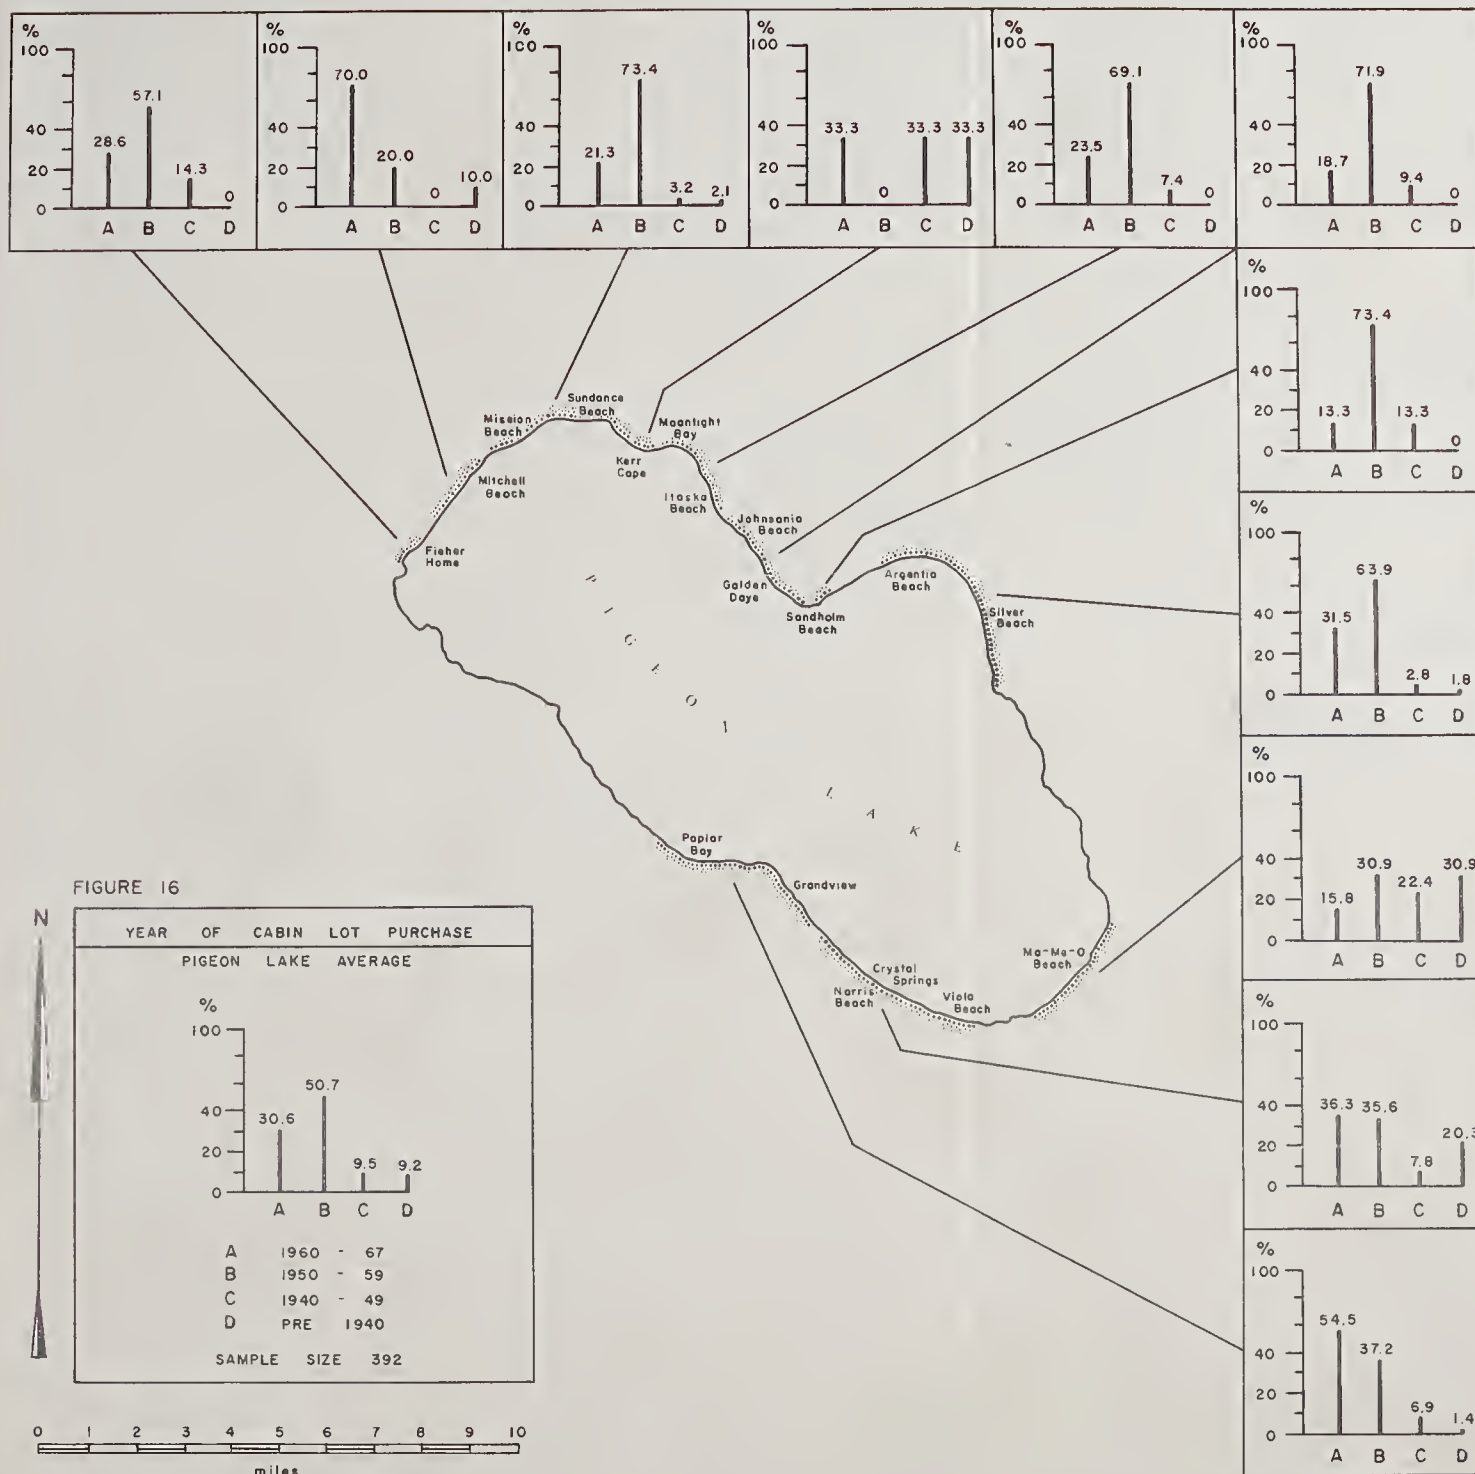 %
100
40
20
0
28.6
57.1
14.3
0
A B C D
%
100
40
20
0
70.0
20.0
0
10.0
A B C D
%
100
40
20
0
21.3
73.4
3.2
2.1
A B C D
%
100
40
20
0
33.3
0
33.3
33.3
A B C D
%
100
40
20
0
23.5
69.1
7.4
0
A B C D
%
100
40
20
0
18.7
71.9
9.4
0
A B C D
%
100
40
20
0
13.3
73.4
13.3
0
A B C D
%
100
40
20
0
31.5
63.9
2.8
1.8
A B C D
%
100
40
20
0
15.8
30.9
22.4
30.9
A B C D
%
100
40
20
0
36.3
35.6
7.8
20.3
A B C D
%
100
40
20
0
54.5
37.2
6.9
1.4
A B C D
Sundance
Beach
Mission
Beach
Moonlight
Bay
Kerr
Cape
Mitchell
Beach
Itaska
Beach
Johnsonia
Beach
Fisher
Home
Golden
Days
Argentia
Beach
Sandholm
Beach
Silver
Beach
PIGEON LAKE
Poplar
Bay
Grandview
Crystal
Springs
Norris
Beach
Viola
Beach
Ma-Me-O
Beach
FIGURE 16
N
YEAR OF CABIN LOT PURCHASE
PIGEON LAKE AVERAGE
%
100
40
20
0
30.6
50.7
9.5
9.2
A B C D
A 1960 - 67
B 1950 - 59
C 1940 - 49
D PRE 1940
SAMPLE SIZE 392
0 1 2 3 4 5 6 7 8 9 10
miles